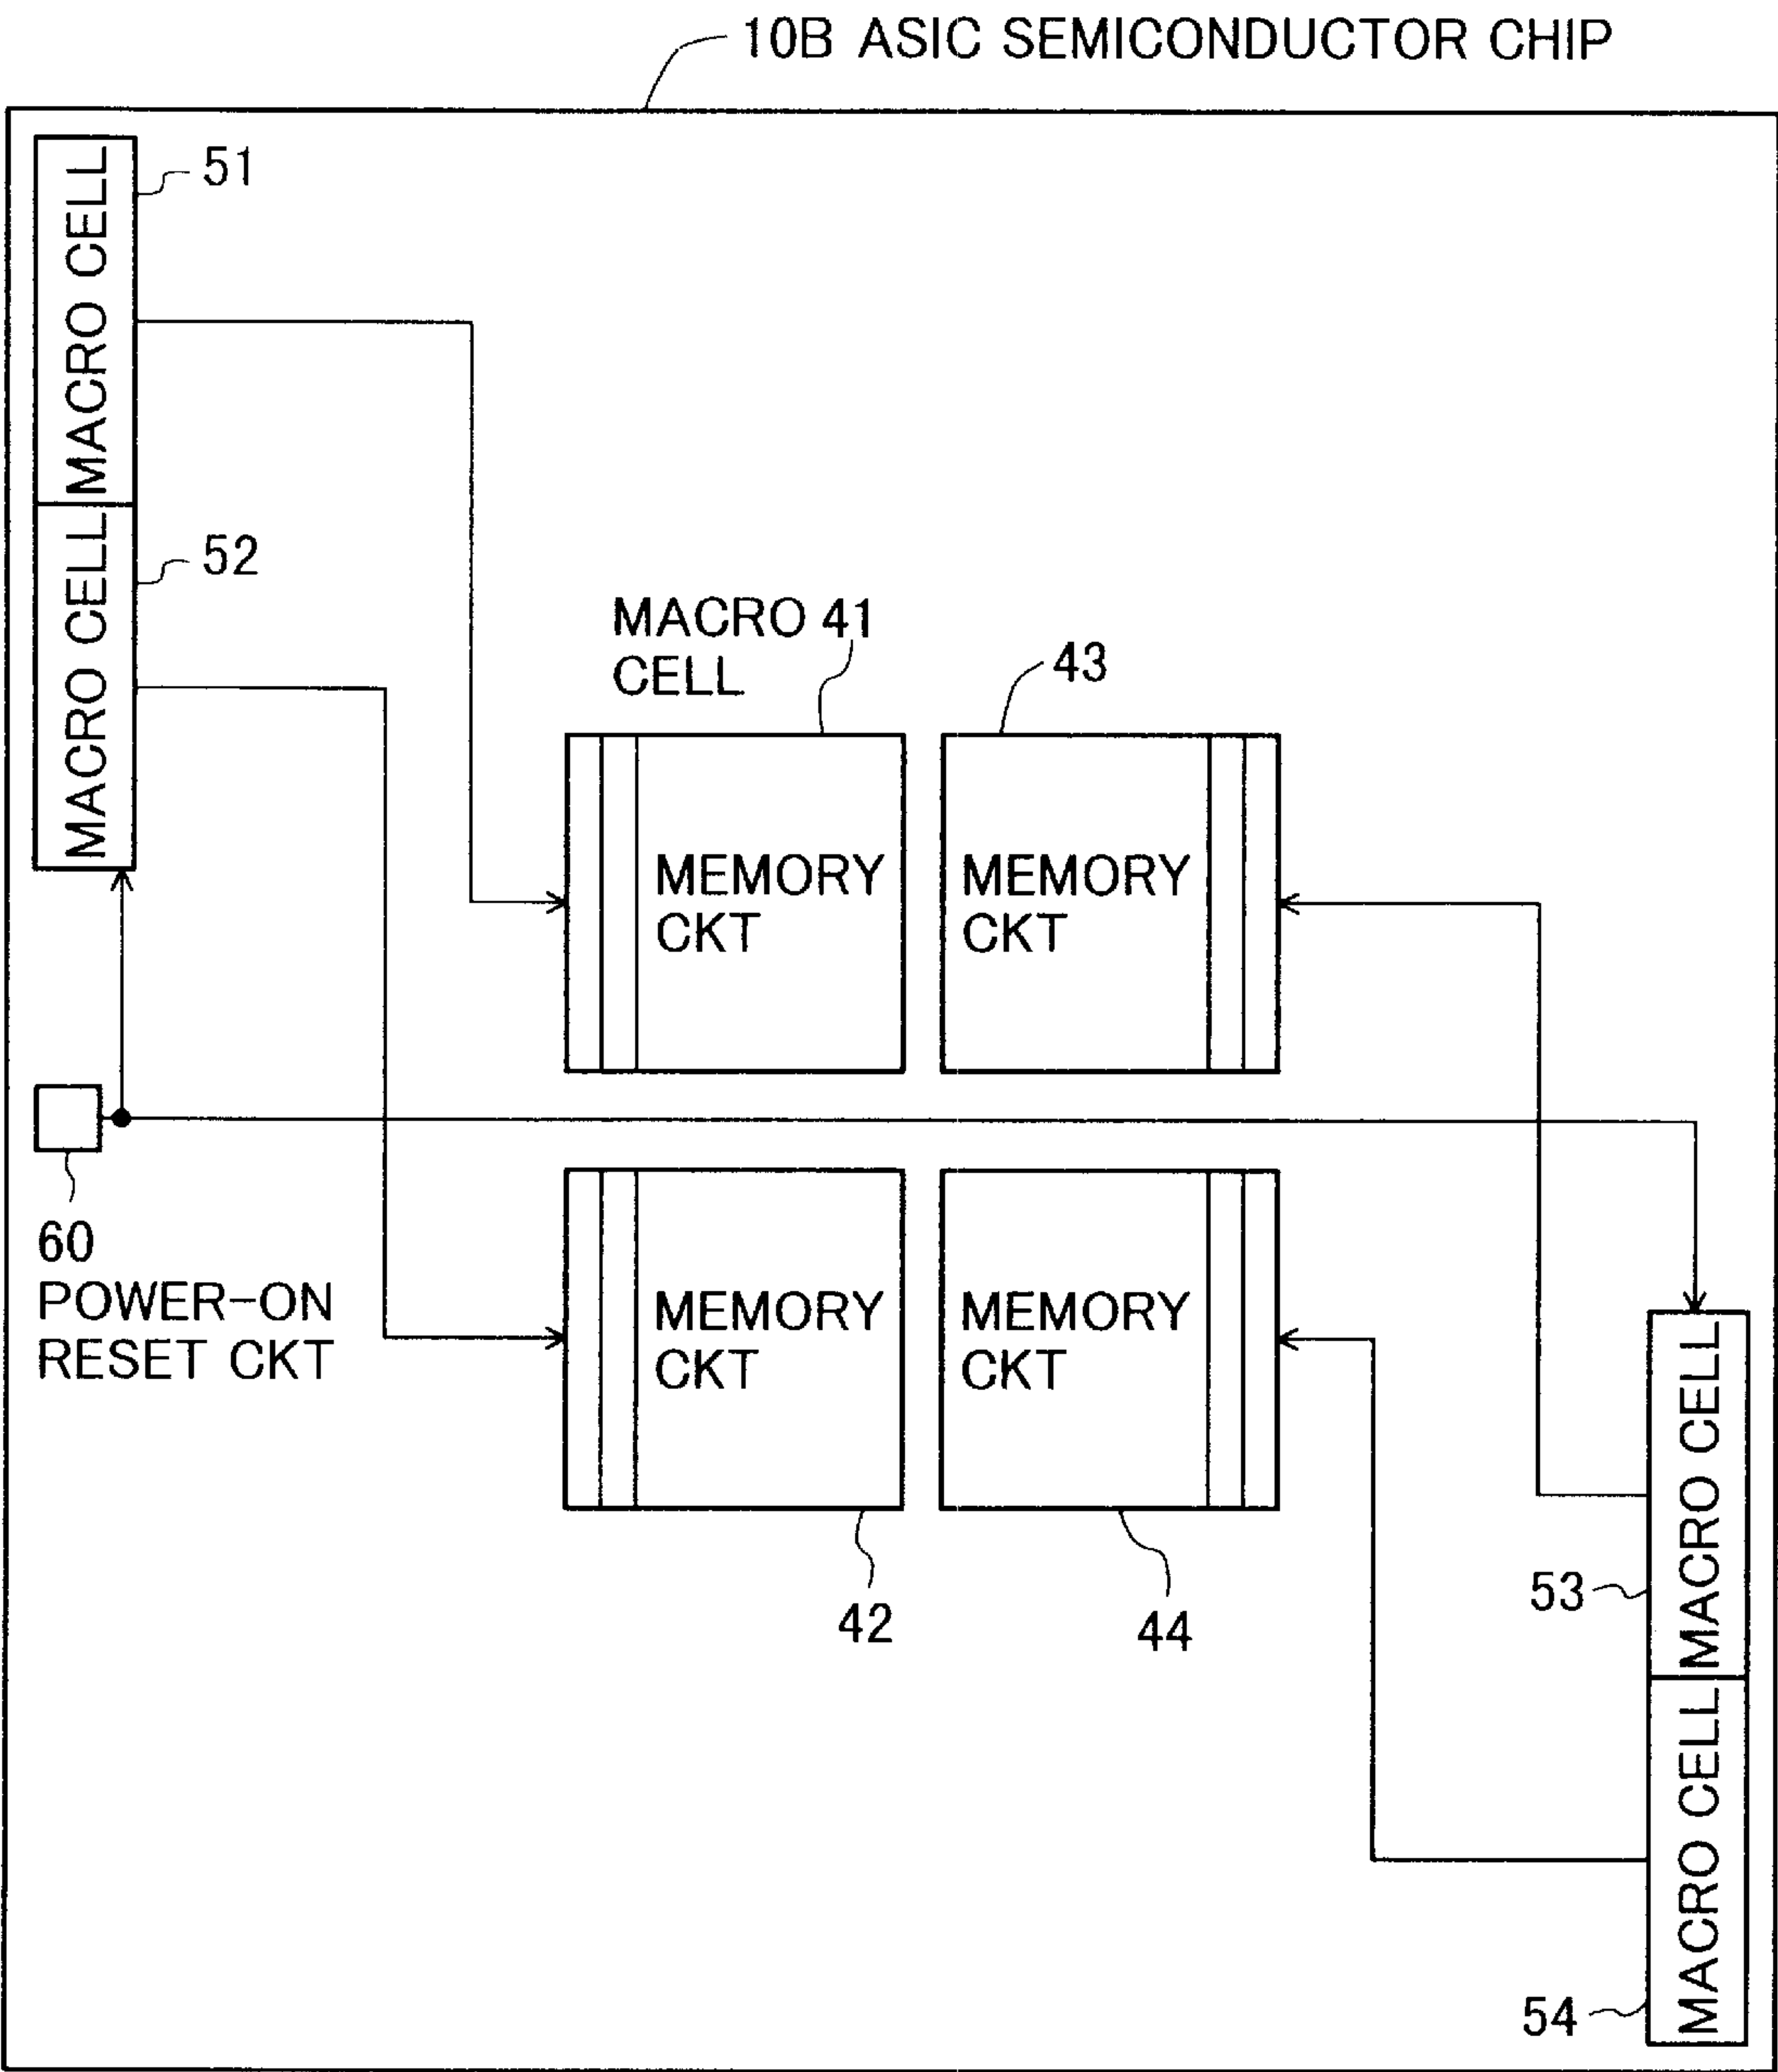 10B ASIC SEMICONDUCTOR CHIP
MACRO CELL
51
MACRO CELL
52
MACRO 41
CELL
43
MEMORY
CKT
MEMORY
CKT
60
POWER-ON
RESET CKT
MEMORY
CKT
MEMORY
CKT
42
44
MACRO CELL
53
MACRO CELL
54